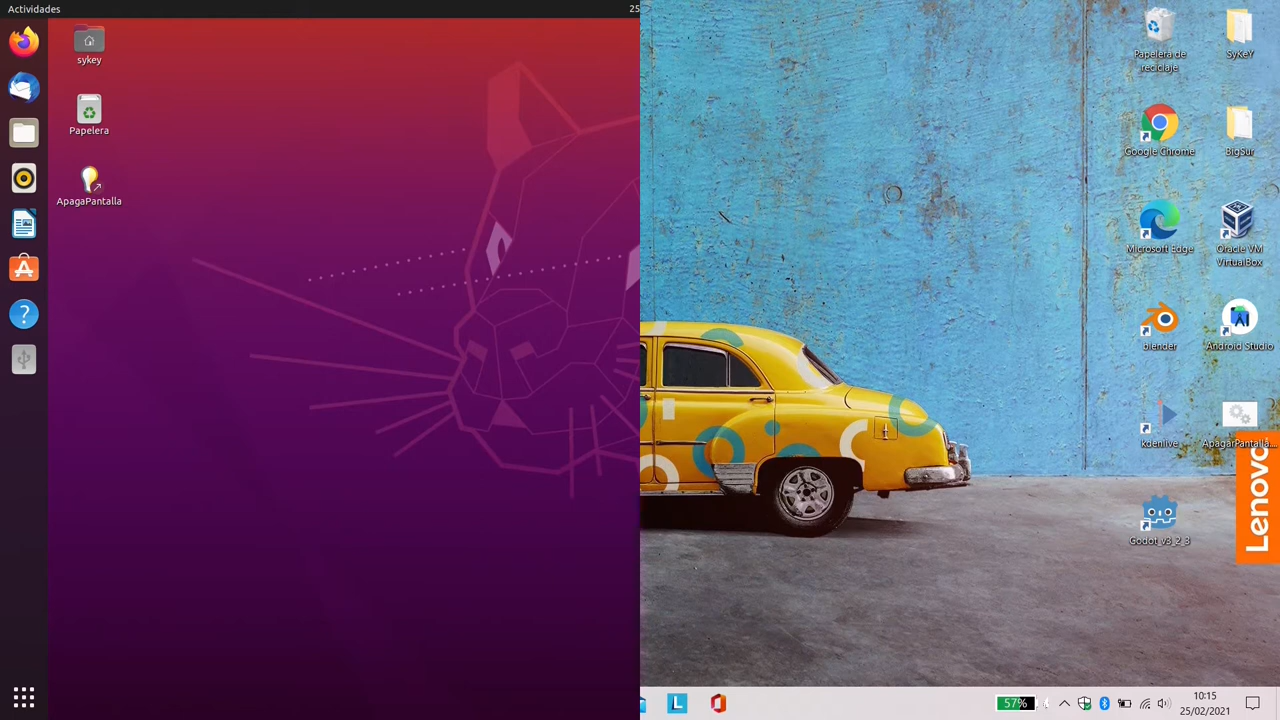 Actividades
25
sykey
Papelera
ApagaPantalla
?
Papelera de
reciclaje
SyKeY
Google Chrome
BigSur
Microsoft Edge
Oracle VM
VirtualBox
blender
Android Studio
kdenlive
ApagarPantalla...
Lenovo
Godot_v3_2_3
L
57%
10:15
25/02/2021